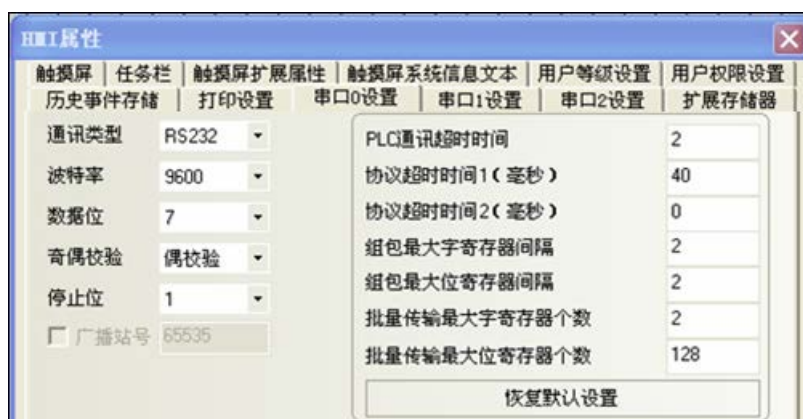 HMI属性
触摸屏 任务栏 触摸屏扩展属性 触摸屏系统信息文本 用户等级设置 用户权限设置
历史事件存储 打印设置 串口0设置 串口1设置 串口2设置 扩展存储器
通讯类型 RS232
波特率 9600
数据位 7
奇偶校验 偶校验
停止位 1
广播站号 65535
PLC通讯超时时间 2
协议超时时间1(毫秒) 40
协议超时时间2(毫秒) 0
组包最大字寄存器间隔 2
组包最大位寄存器间隔 2
批量传输最大字寄存器个数 2
批量传输最大位寄存器个数 128
恢复默认设置